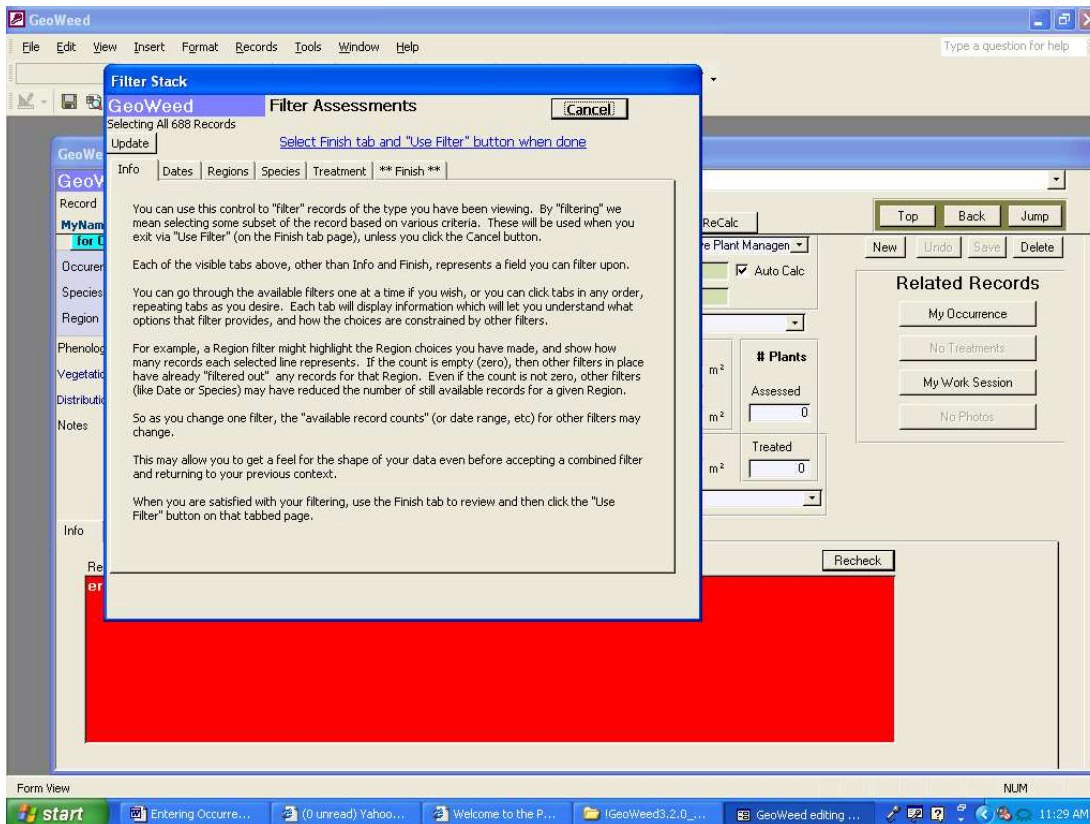 GeoWeed
File Edit View Insert Format Records Tools Window Help
Type a question for help
Filter Stack
GeoWeed Filter Assessments Cancel
Selecting All 688 Records
Update Select Finish tab and "Use Filter" button when done
Info Dates Regions Species Treatment ** Finish **
You can use this control to "filter" records of the type you have been viewing. By "filtering" we
mean selecting some subset of the record based on various criteria. These will be used when you
exit via "Use Filter" (on the Finish tab page), unless you click the Cancel button.
Each of the visible tabs above, other than Info and Finish, represents a field you can filter upon.
You can go through the available filters one at a time if you wish, or you can click tabs in any order,
repeating tabs as you desire. Each tab will display information which will let you understand what
options that filter provides, and how the choices are constrained by other filters.
For example, a Region filter might highlight the Region choices you have made, and show how
many records each selected line represents. If the count is empty (zero), then other filters in place
have already "filtered out" any records for that Region. Even if the count is not zero, other filters
(like Date or Species) may have reduced the number of still available records for a given Region.
So as you change one filter, the "available record counts" (or date range, etc) for other filters may
change.
This may allow you to get a feel for the shape of your data even before accepting a combined filter
and returning to your previous context.
When you are satisfied with your filtering, use the Finish tab to review and then click the "Use
Filter" button on that tabbed page.
GeoWe
GeoW
Record
MyNam
for
Occurer
Species
Region
Phenolog
Vegetatic
Distributic
Notes
Info
Re
er
ReCalc
Top Back Jump
e Plant Managen
New Undo Save Delete
Auto Calc
Related Records
My Occurrence
No Treatments
My Work Session
No Photos
m² # Plants
Assessed
m² 0
Treated
m² 0
Recheck
Form View NUM
start Entering Occurre... (0 unread) Yahoo... Welcome to the P... !GeoWeed3.2.0_... GeoWeed editing ... 11:29 AM